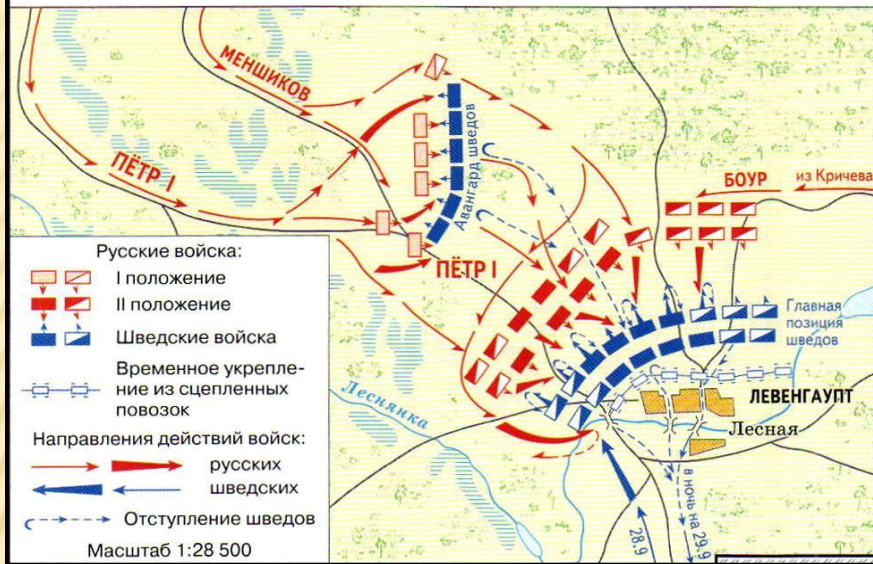 МЕНШИКОВ
ПЁТР I
Авангард шведов
БОУР
из Кричева
ПЁТР I
Русские войска:
I положение
II положение
Шведские войска
Временное укрепле-
ние из сцепленных
повозок
Направления действий войск:
русских
шведских
Отступление шведов
Масштаб 1:28 500
Главная
позиция
шведов
ЛЕВЕНГАУПТ
Лесная
Леснянка
28.9
в ночь на 29.9